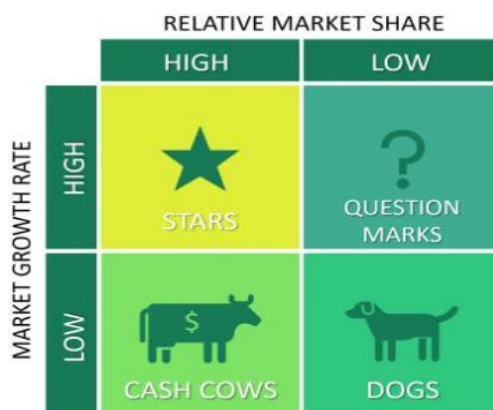 RELATIVE MARKET SHARE
HIGH
LOW
MARKET GROWTH RATE
HIGH
?
STARS
QUESTION
MARKS
LOW
$
CASH COWS
DOGS